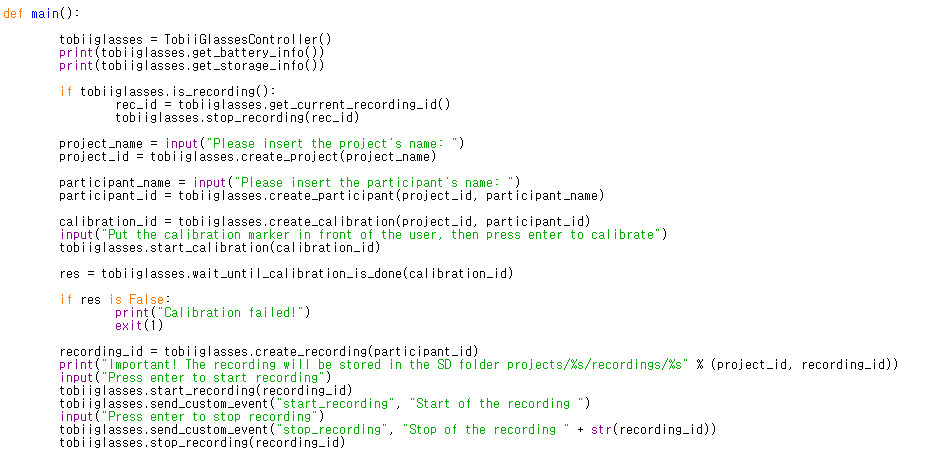 def main():
tobiiglasses = TobiiGlassesController()
print(tobiiglasses.get_battery_info())
print(tobiiglasses.get_storage_info())
if tobiiglasses.is_recording():
rec_id = tobiiglasses.get_current_recording_id()
tobiiglasses.stop_recording(rec_id)
project_name = input("Please insert the project's name: ")
project_id = tobiiglasses.create_project(project_name)
participant_name = input("Please insert the participant's name: ")
participant_id = tobiiglasses.create_participant(project_id, participant_name)
calibration_id = tobiiglasses.create_calibration(project_id, participant_id)
input("Put the calibration marker in front of the user, then press enter to calibrate")
tobiiglasses.start_calibration(calibration_id)
res = tobiiglasses.wait_until_calibration_is_done(calibration_id)
if res is False:
print("Calibration failed!")
exit(1)
recording_id = tobiiglasses.create_recording(participant_id)
print("Important! The recording will be stored in the SD folder projects/%s/recordings/%s" % (project_id, recording_id))
input("Press enter to start recording")
tobiiglasses.start_recording(recording_id)
tobiiglasses.send_custom_event("start_recording", "Start of the recording ")
input("Press enter to stop recording")
tobiiglasses.send_custom_event("stop_recording", "Stop of the recording " + str(recording_id))
tobiiglasses.stop_recording(recording_id)